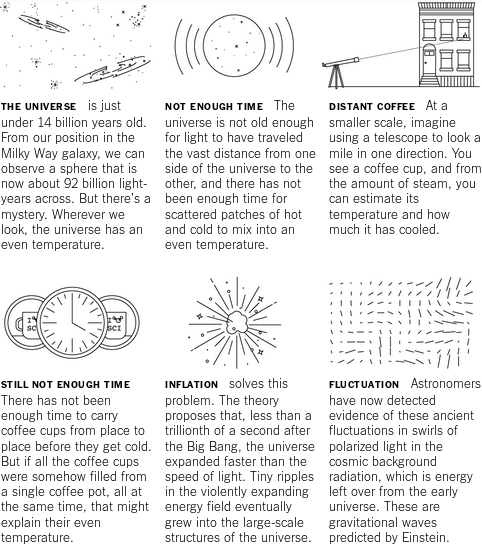 THE UNIVERSE is just
under 14 billion years old.
From our position in the
Milky Way galaxy, we can
observe a sphere that is
now about 92 billion light-
years across. But there's a
mystery. Wherever we
look, the universe has an
even temperature.
NOT ENOUGH TIME The
universe is not old enough
for light to have traveled
the vast distance from one
side of the universe to the
other, and there has not
been enough time for
scattered patches of hot
and cold to mix into an
even temperature.
DISTANT COFFEE At a
smaller scale, imagine
using a telescope to look a
mile in one direction. You
see a coffee cup, and from
the amount of steam, you
can estimate its
temperature and how
much it has cooled.
I
SC
I
SCI
STILL NOT ENOUGH TIME
There has not been
enough time to carry
coffee cups from place to
place before they get cold.
But if all the coffee cups
were somehow filled from
a single coffee pot, all at
the same time, that might
explain their even
temperature.
INFLATION solves this
problem. The theory
proposes that, less than a
trillionth of a second after
the Big Bang, the universe
expanded faster than the
speed of light. Tiny ripples
in the violently expanding
energy field eventually
grew into the large-scale
structures of the universe.
FLUCTUATION Astronomers
have now detected
evidence of these ancient
fluctuations in swirls of
polarized light in the
cosmic background
radiation, which is energy
left over from the early
universe. These are
gravitational waves
predicted by Einstein.